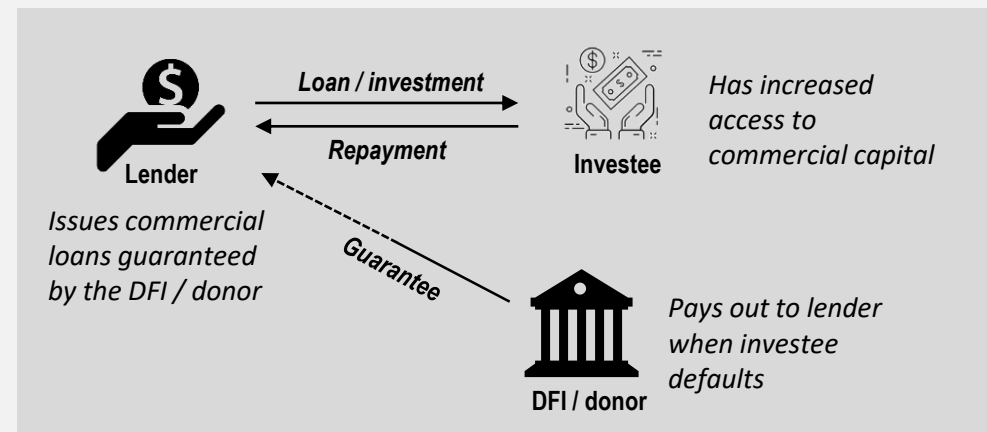 Loan / investment
Repayment
Lender
Investee
Has increased
access to
commercial capital
Issues commercial
loans guaranteed
by the DFI / donor
Guarantee
DFI / donor
Pays out to lender
when investee
defaults